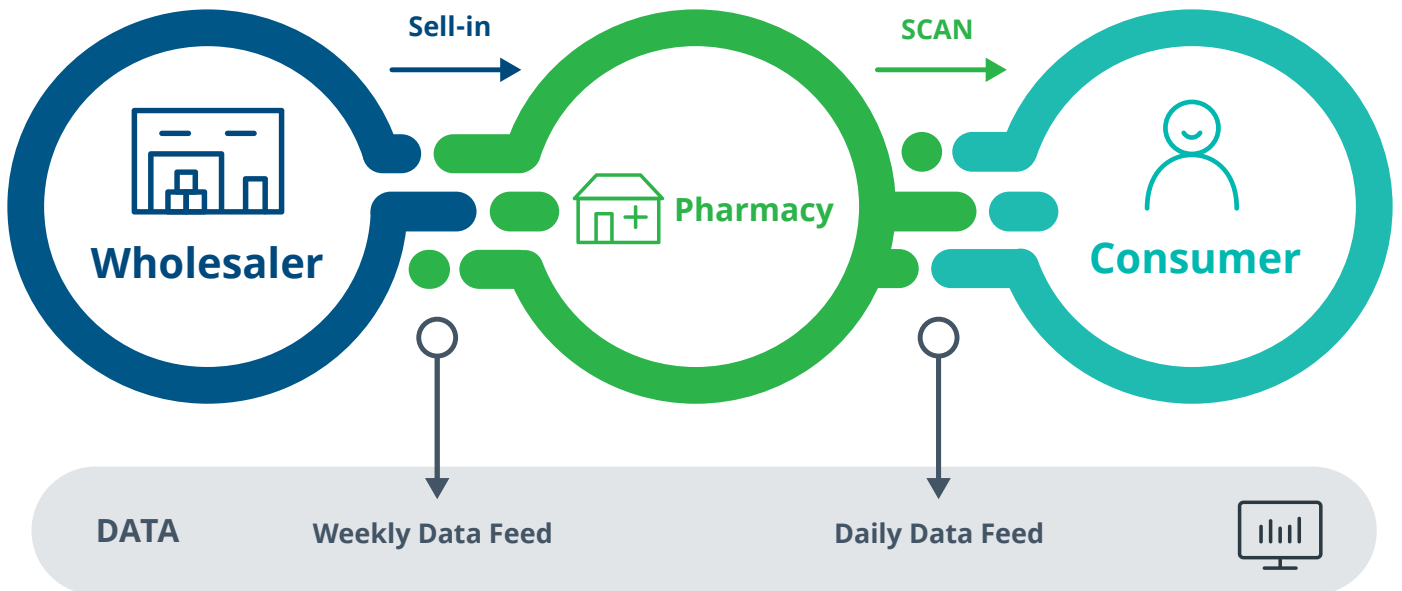 Sell-in
SCAN
Wholesaler
Pharmacy
Consumer
DATA
Weekly Data Feed
Daily Data Feed